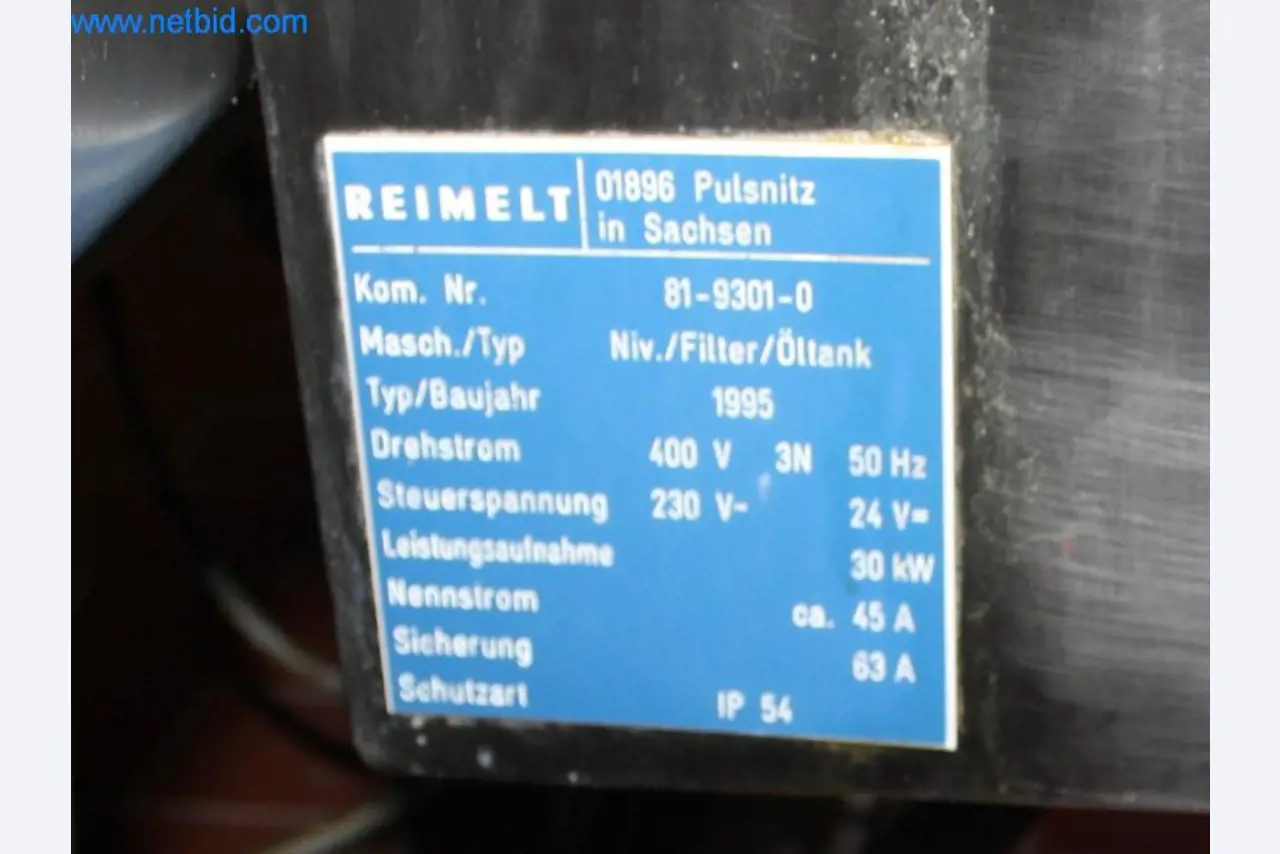 www.netbid.com
REIMELT 01896 Pulsnitz
in Sachsen
Kom. Nr. 81-9301-0
Masch./Typ Niv./Filter/Öltank
Typ/Baujahr 1995
Drehstrom 400 V 3N 50 Hz
Steuerspannung 230 V~ 24 V=
Leistungsaufnahme 30 kW
Nennstrom ca. 45 A
Sicherung 63 A
Schutzart IP 54